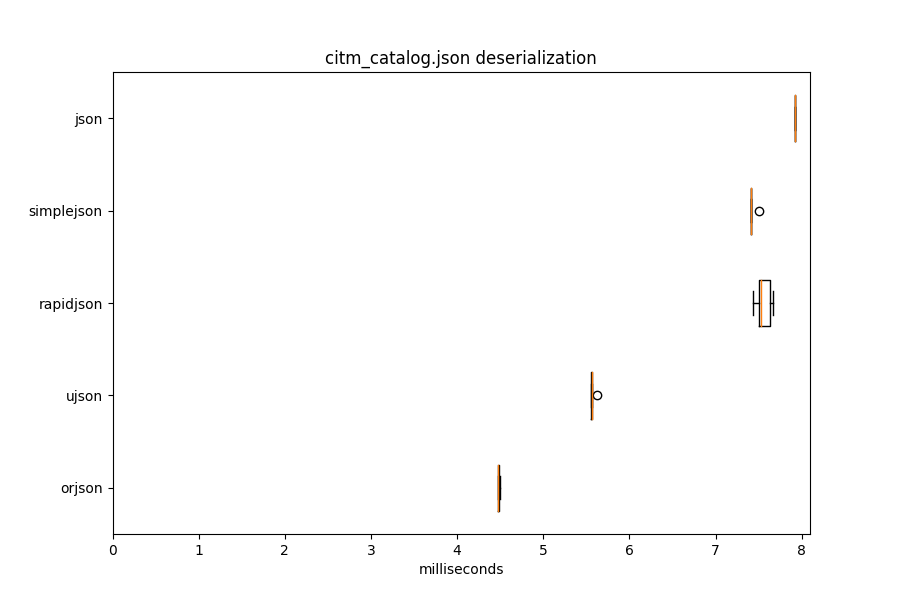 citm_catalog.json deserialization
json
simplejson
rapidjson
ujson
orjson
0 1 2 3 4 5 6 7 8
milliseconds